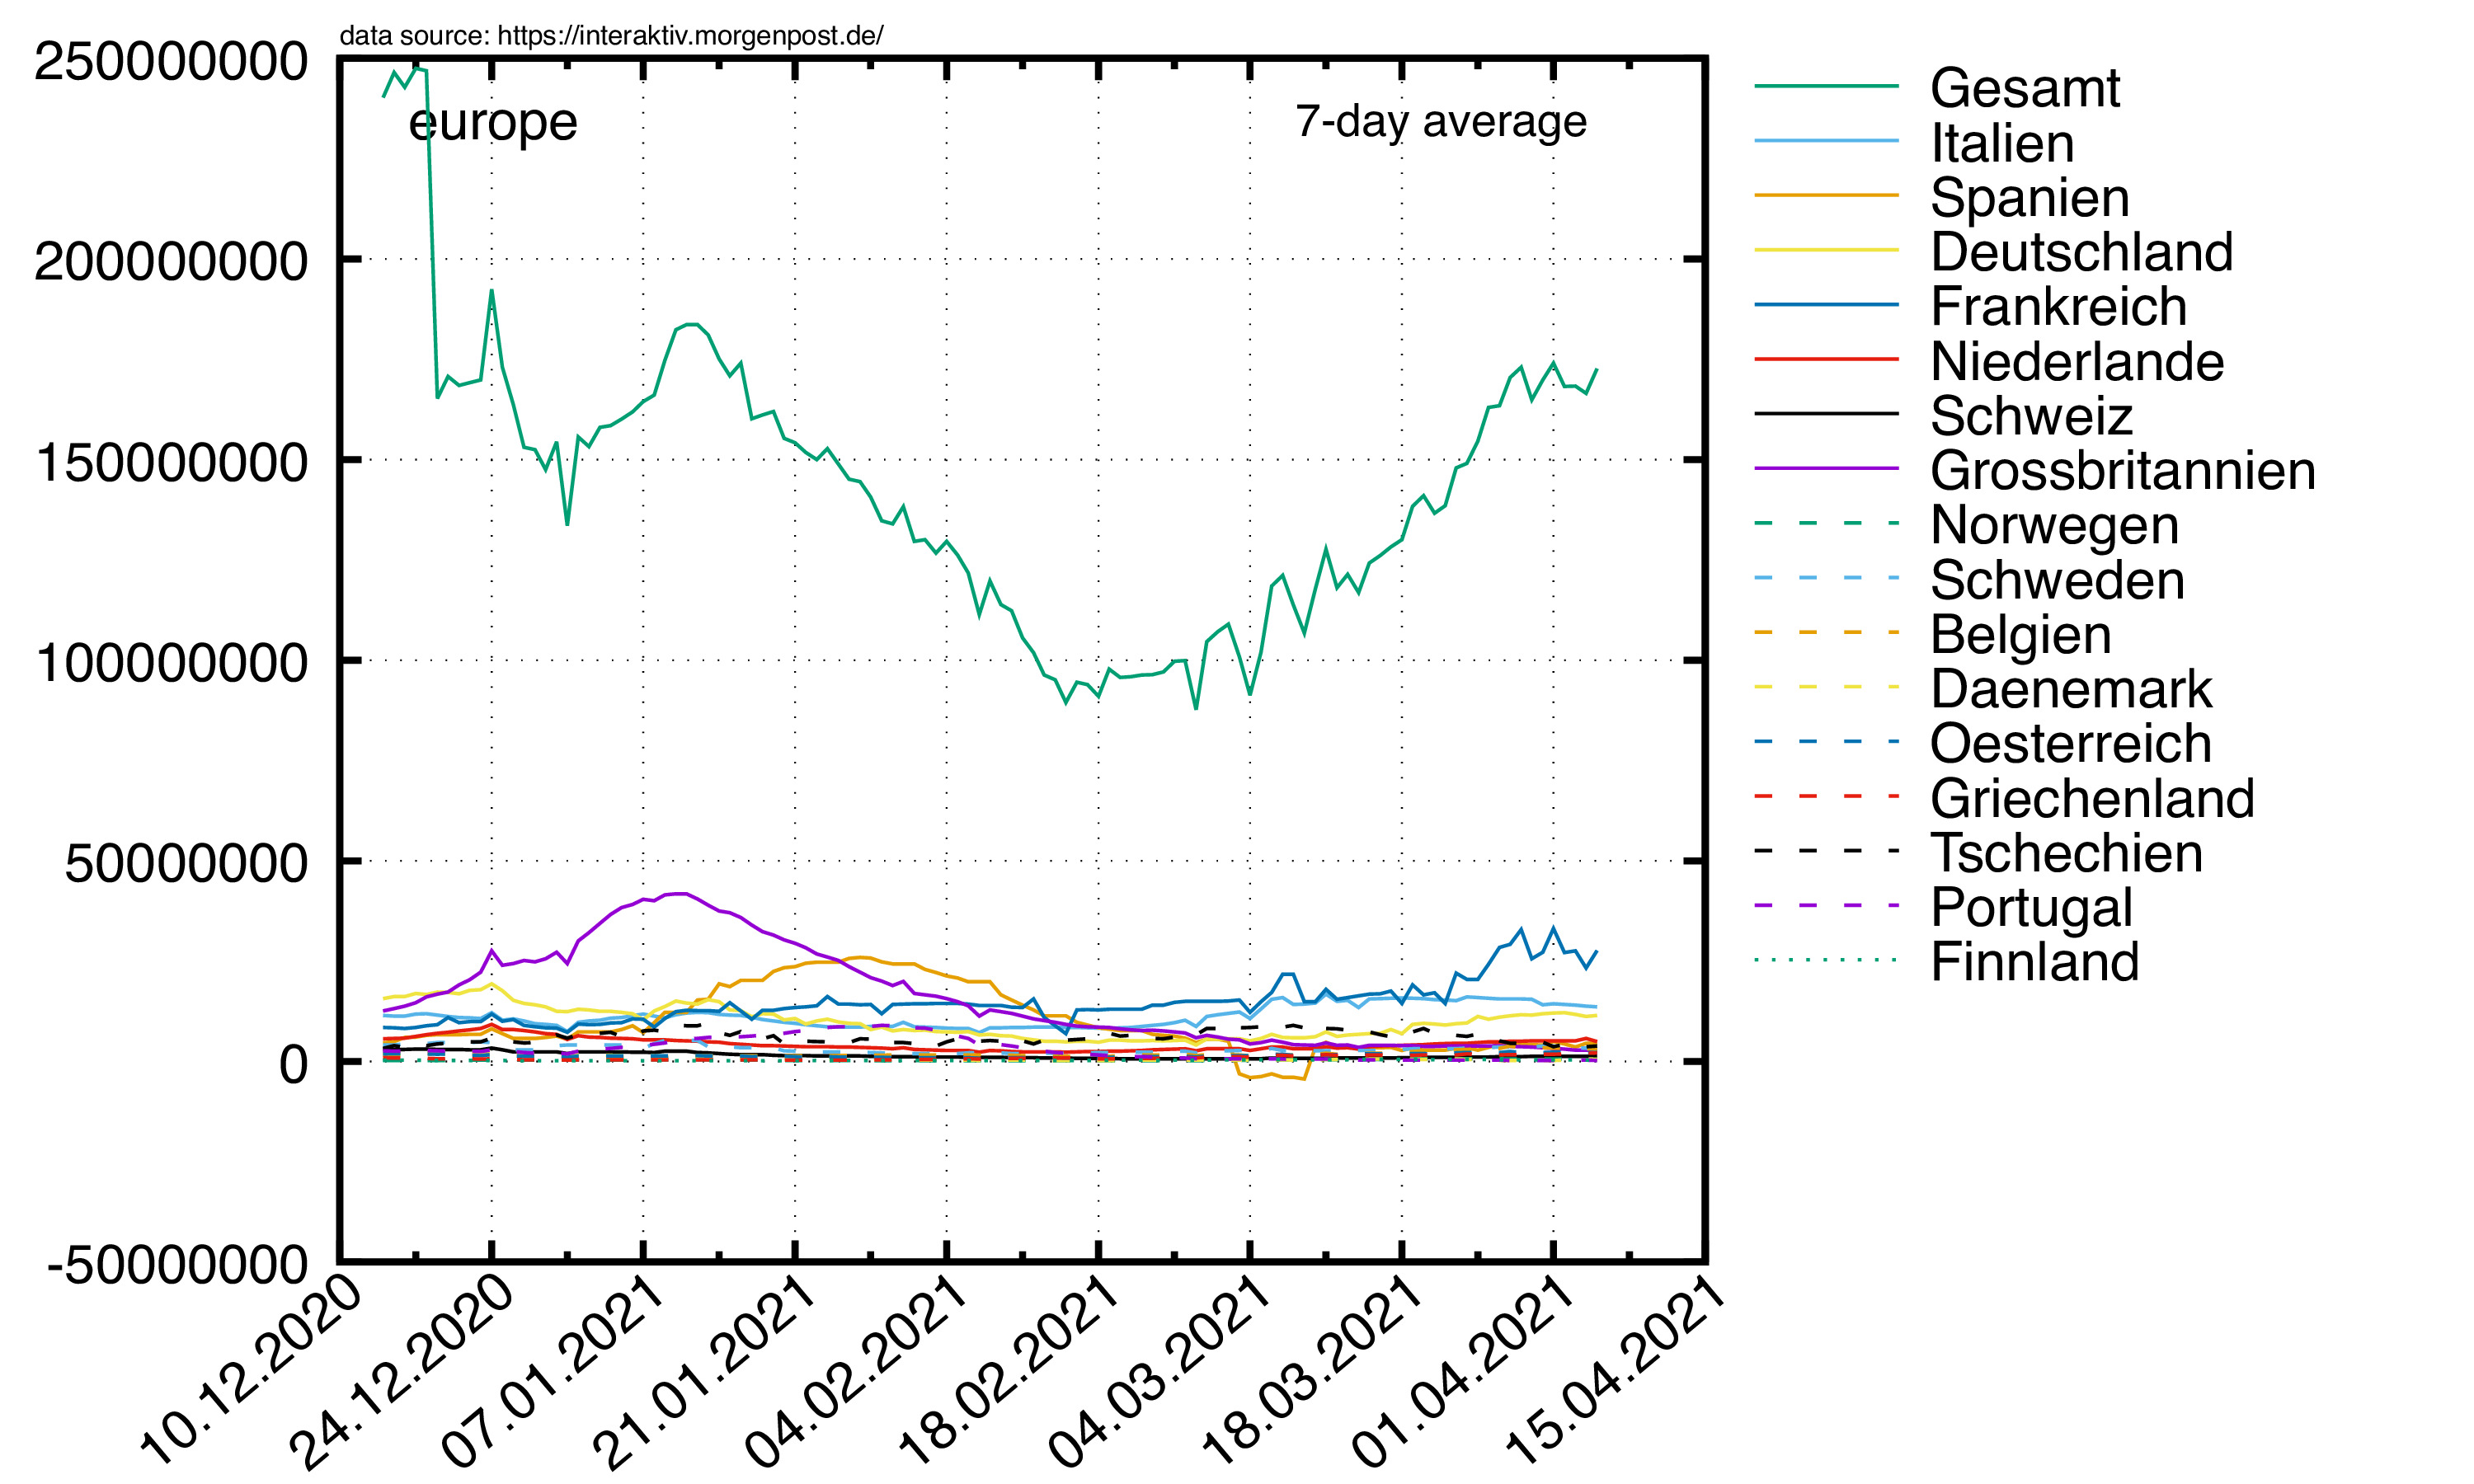 data source: https://interaktiv.morgenpost.de/
europe
7-day average
250000000
200000000
150000000
100000000
50000000
0
-50000000
10.12.2020
24.12.2020
07.01.2021
21.01.2021
04.02.2021
18.02.2021
04.03.2021
18.03.2021
01.04.2021
15.04.2021
Gesamt
Italien
Spanien
Deutschland
Frankreich
Niederlande
Schweiz
Grossbritannien
Norwegen
Schweden
Belgien
Daenemark
Oesterreich
Griechenland
Tschechien
Portugal
Finnland